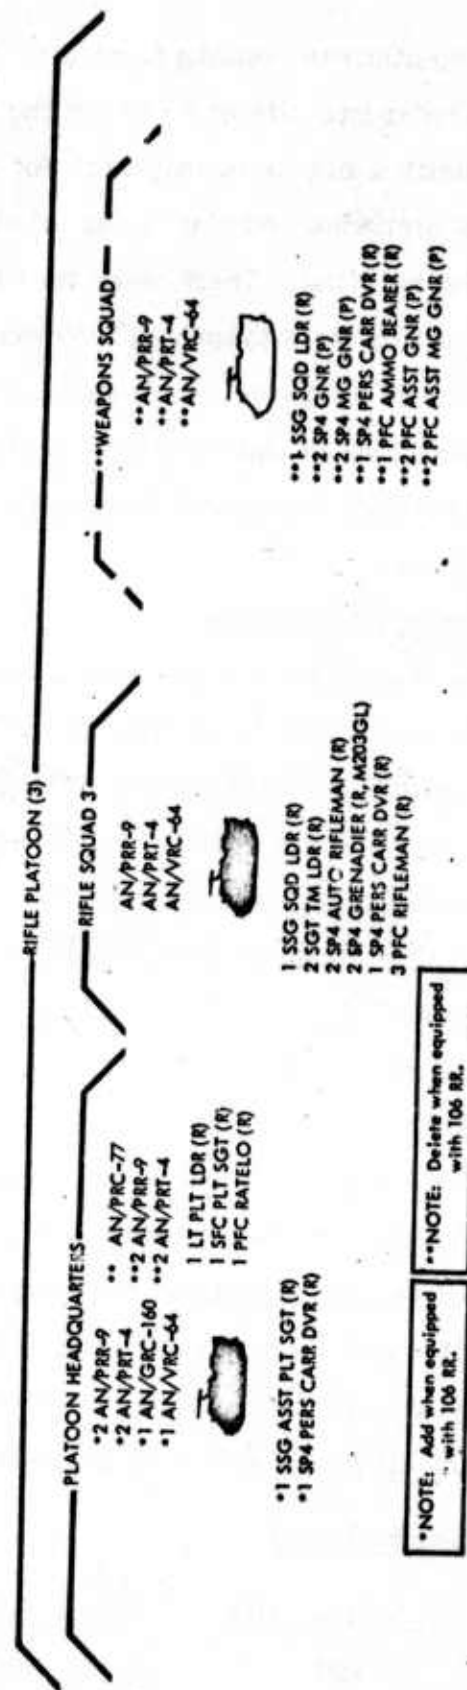 RIFLE PLATOON (3)
PLATOON HEADQUARTERS
*2 AN/PRR-9
*2 AN/PRT-4
*1 AN/GRC-160
*1 AN/VRC-64
** AN/PRC-77
**2 AN/PRR-9
**2 AN/PRT-4
1 LT PLT LDR (R)
1 SFC PLT SGT (R)
1 PFC RATELO (R)
*1 SSG ASST PLT SGT (R)
*1 SP4 PERS CARR DVR (R)
RIFLE SQUAD 3
AN/PRR-9
AN/PRT-4
AN/VRC-64
1 SSG SQD LDR (R)
2 SGT TM LDR (R)
2 SP4 AUTO RIFLEMAN (R)
2 SP4 GRENADIER (R, M203GL)
1 SP4 PERS CARR DVR (R)
3 PFC RIFLEMAN (R)
**WEAPONS SQUAD
**AN/PRR-9
**AN/PRT-4
**AN/VRC-64
**1 SSG SQD LDR (R)
**2 SP4 GNR (P)
**2 SP4 MG GNR (P)
**1 SP4 PERS CARR DVR (R)
**1 PFC AMMO BEARER (R)
**2 PFC ASST GNR (P)
**2 PFC ASST MG GNR (P)
*NOTE: Add when equipped
with 106 RR.
**NOTE: Delete when equipped
with 106 RR.